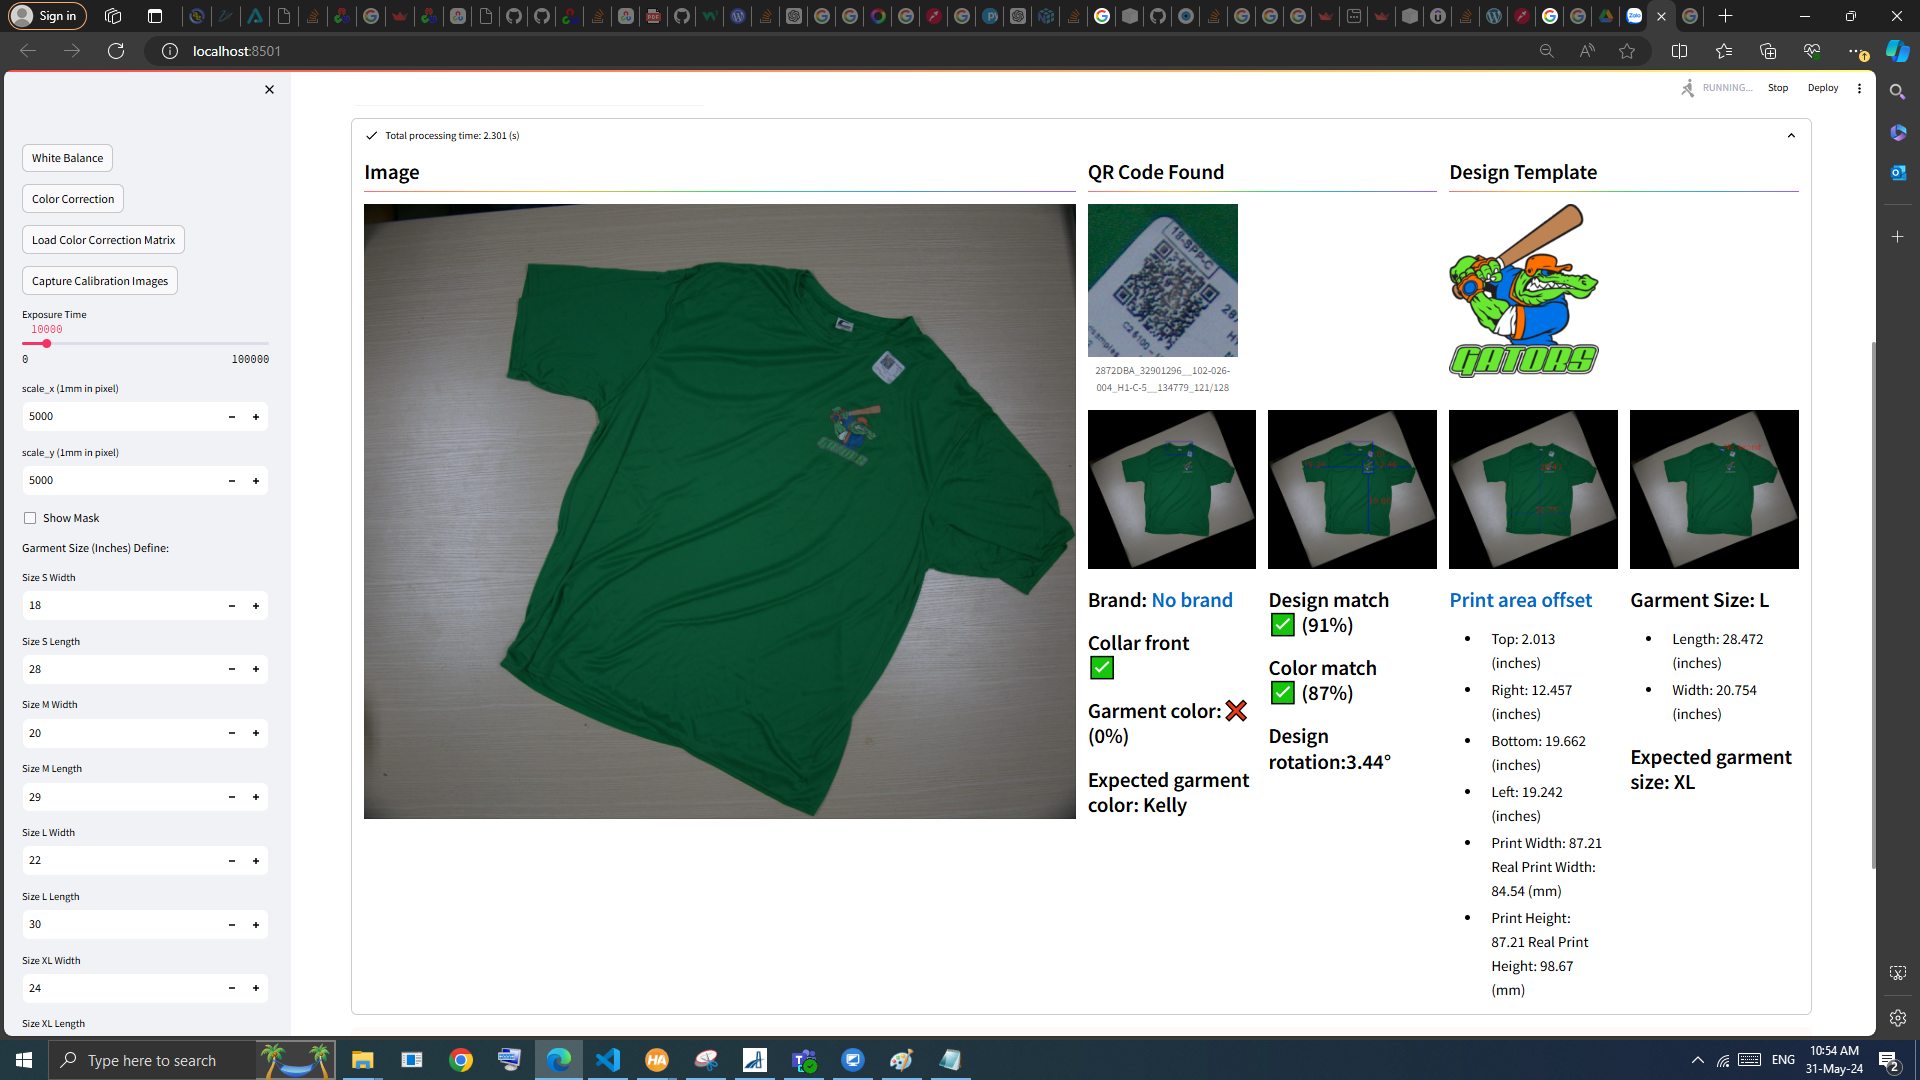 Sign in
localhost:8501
RUNNING...
Stop
Deploy
White Balance
Color Correction
Load Color Correction Matrix
Capture Calibration Images
Exposure Time
10000
0
100000
scale_x (1mm in pixel)
5000
scale_y (1mm in pixel)
5000
Show Mask
Garment Size (Inches) Define:
Size S Width
18
Size S Length
28
Size M Width
20
Size M Length
29
Size L Width
22
Size L Length
30
Size XL Width
24
Size XL Length
Total processing time: 2.301 (s)
Image
GATORS
QR Code Found
18-SPP-C
2872DBA_32901296__102-026-
004_H1-C-5__134779_121/128
Design Template
GATORS
Brand: No brand
Collar front
Garment color:
(0%)
Expected garment
color: Kelly
Design match
(91%)
Color match
(87%)
Design
rotation:3.44°
Print area offset
Top: 2.013
(inches)
Right: 12.457
(inches)
Bottom: 19.662
(inches)
Left: 19.242
(inches)
Print Width: 87.21
Real Print Width:
84.54 (mm)
Print Height:
87.21 Real Print
Height: 98.67
(mm)
Garment Size: L
Length: 28.472
(inches)
Width: 20.754
(inches)
Expected garment
size: XL
Type here to search
ENG
10:54 AM
31-May-24
2